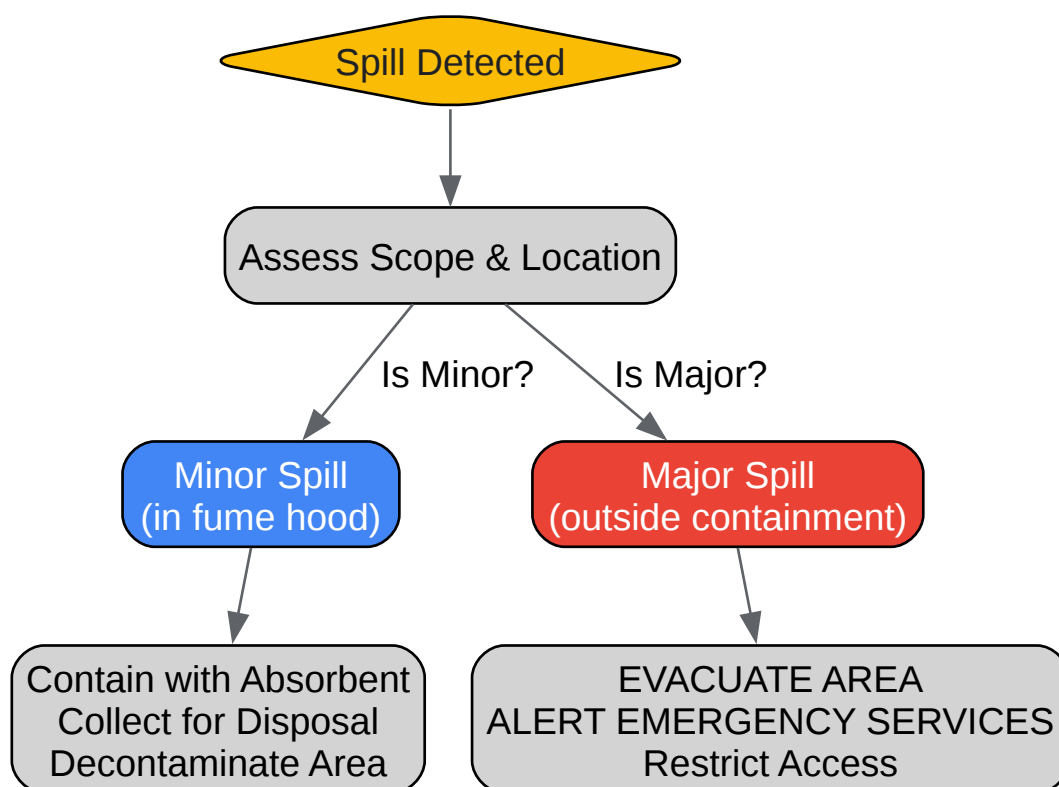 Spill Detected
Assess Scope & Location
Is Minor?
Is Major?
Minor Spill
(in fume hood)
Major Spill
(outside containment)
Contain with Absorbent
Collect for Disposal
Decontaminate Area
EVACUATE AREA
ALERT EMERGENCY SERVICES
Restrict Access